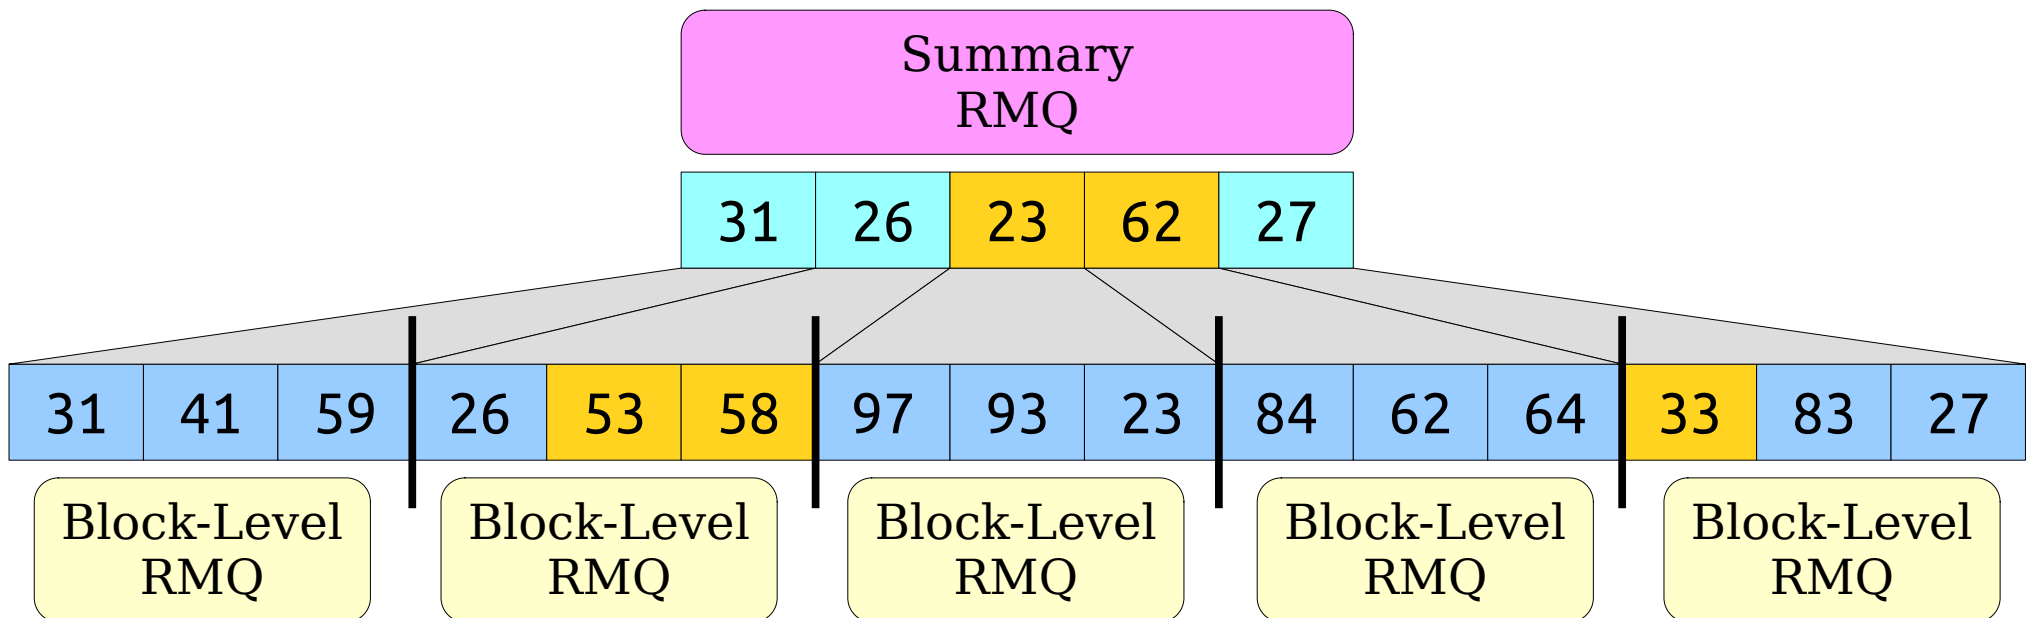 Summary
RMQ
31 26 23 62 27
31 41 59 26 53 58 97 93 23 84 62 64 33 83 27
Block-Level Block-Level Block-Level Block-Level Block-Level
RMQ RMQ RMQ RMQ RMQ